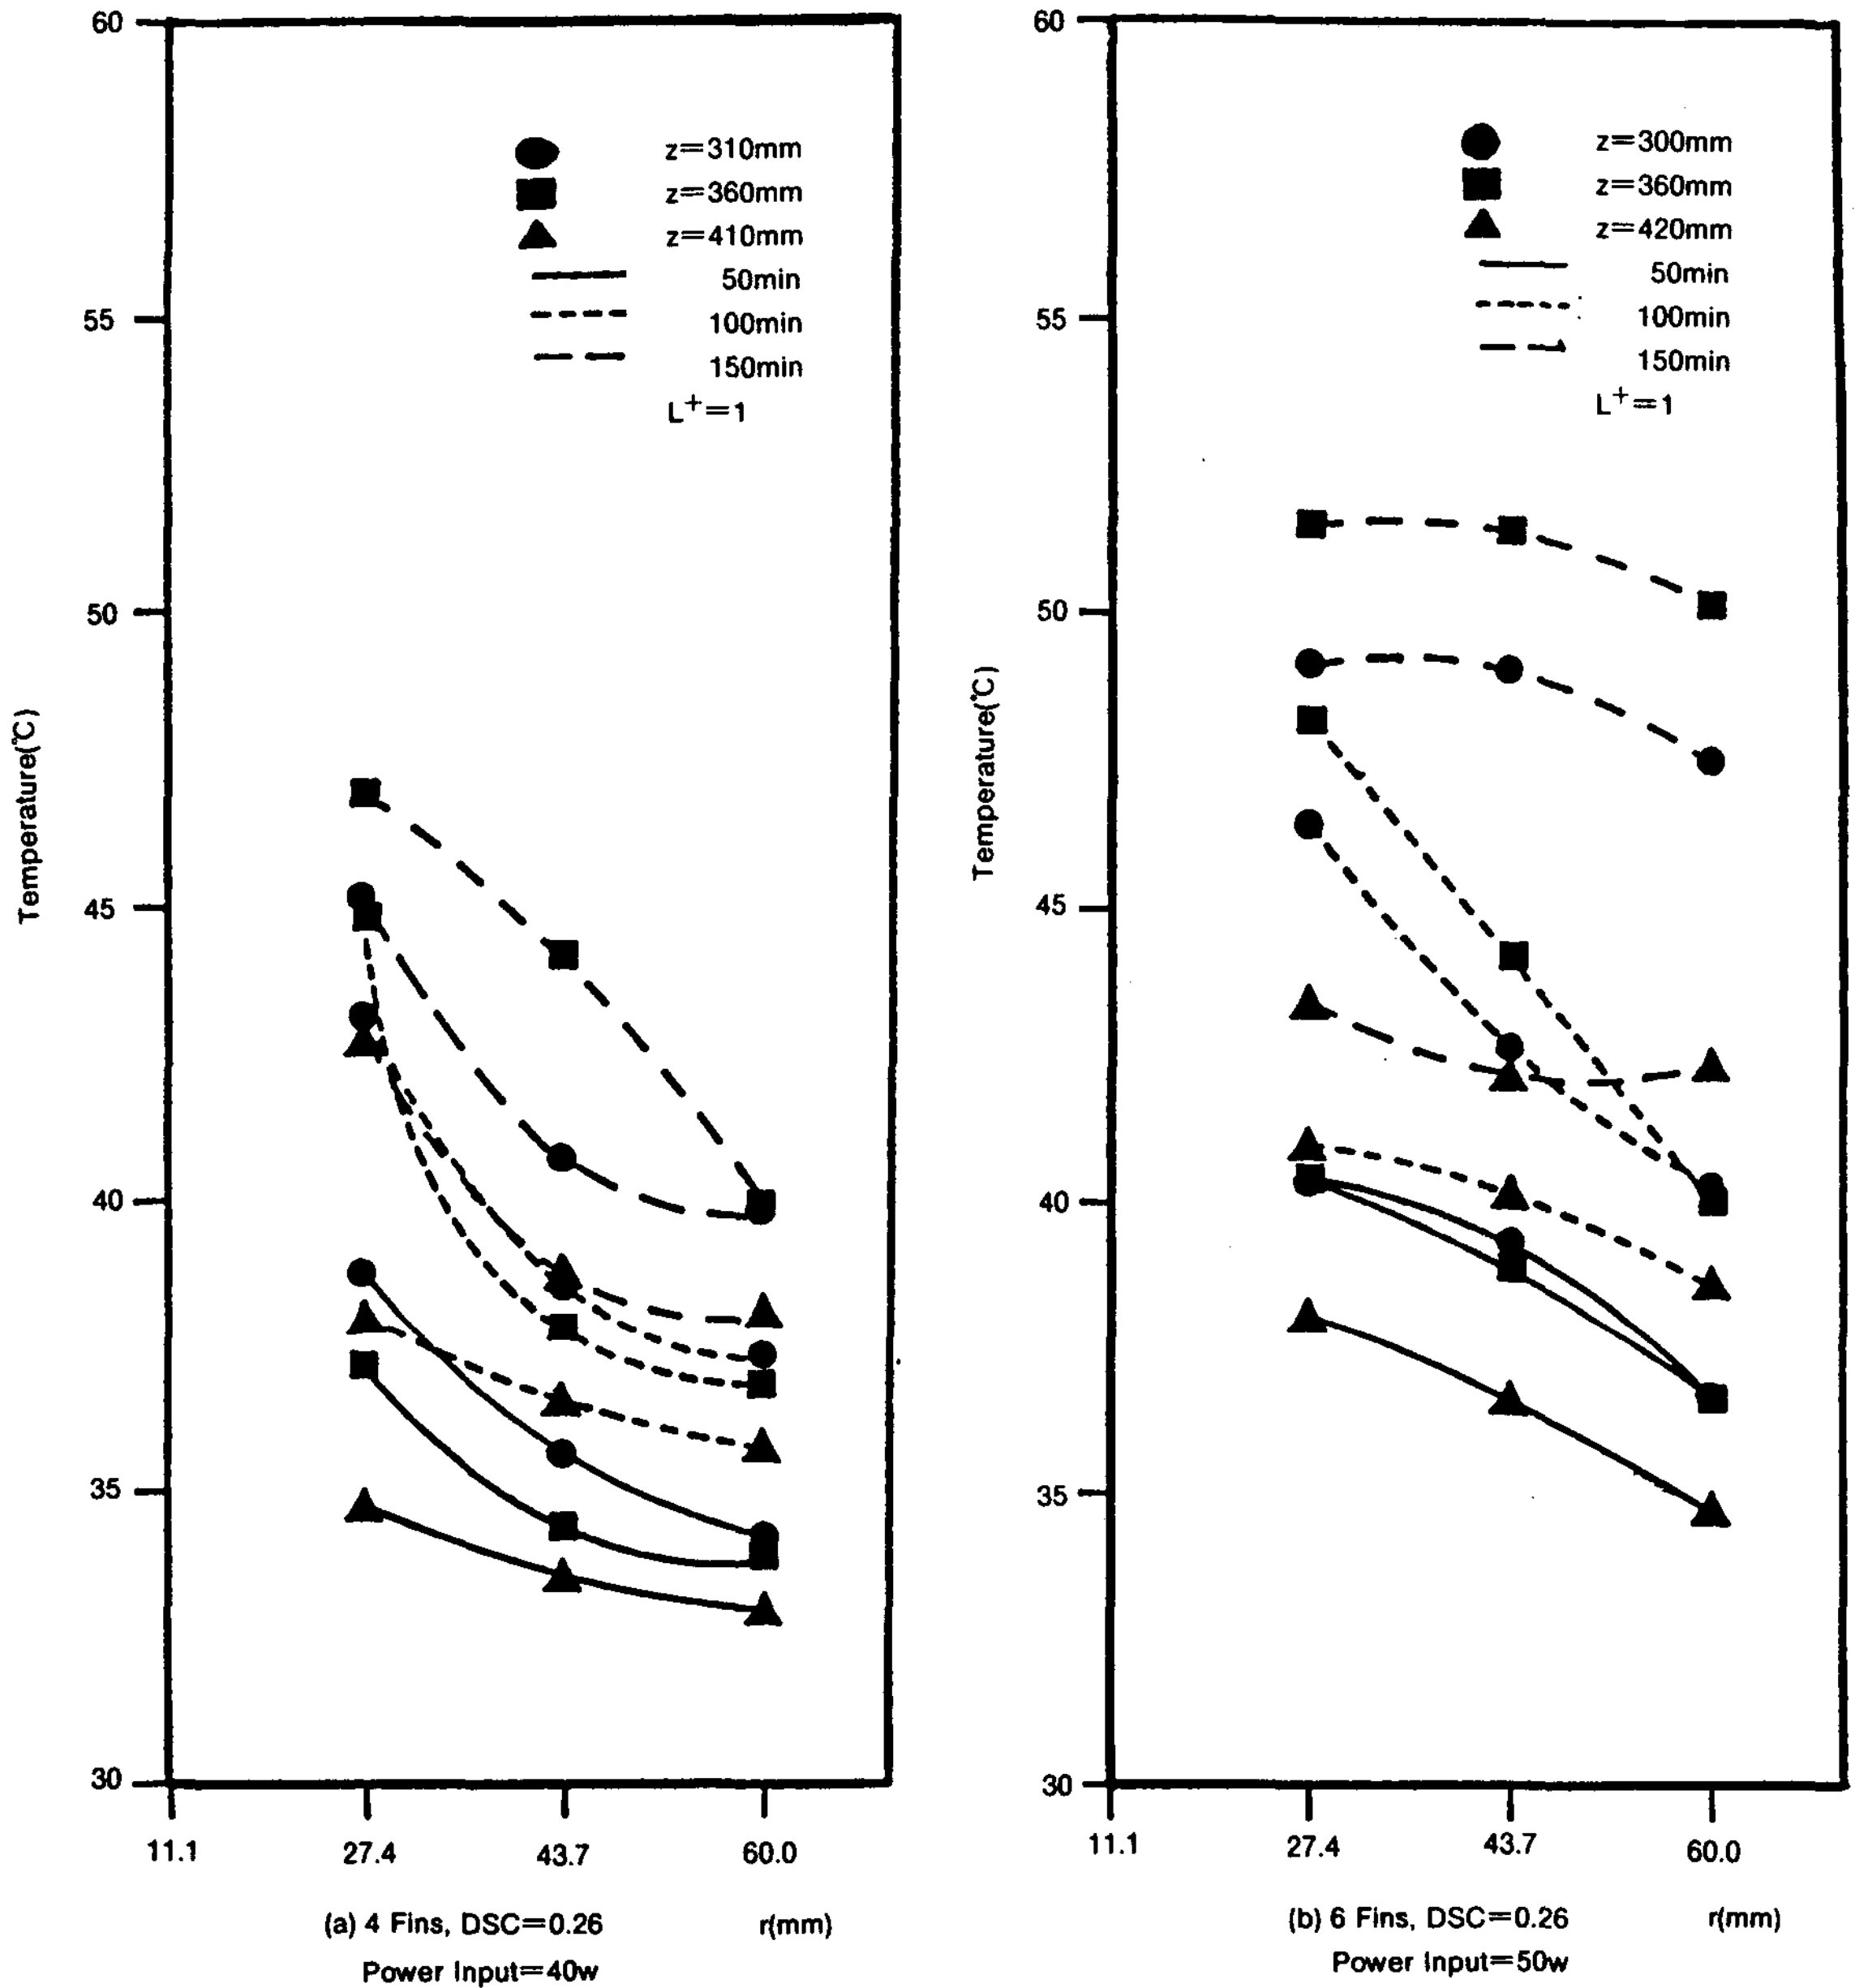 60
55
50
45
40
35
30
Temperature(℃)
z=310mm
z=360mm
z=410mm
50min
100min
150min
L+=1
11.1
27.4
43.7
60.0
(a) 4 Fins, DSC=0.26
r(mm)
Power Input=40w
60
55
50
45
40
35
30
Temperature(℃)
z=300mm
z=360mm
z=420mm
50min
100min
150min
L+=1
11.1
27.4
43.7
60.0
(b) 6 Fins, DSC=0.26
r(mm)
Power Input=50w